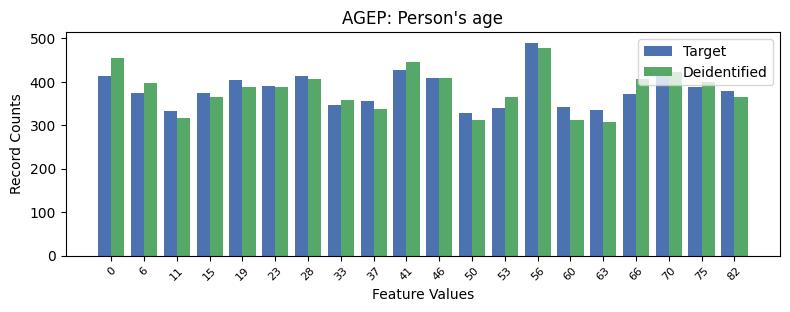 AGEP: Person's age
Target
Deidentified
Record Counts
500
400
300
200
100
0
0 6 11 15 19 23 28 33 37 41 46 50 53 56 60 63 66 70 75 82
Feature Values